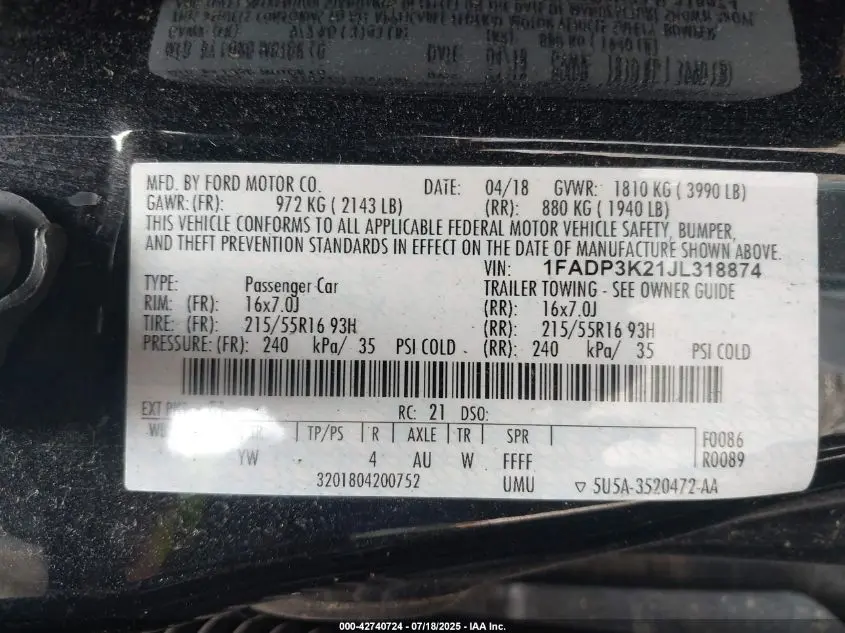 MFD. BY FORD MOTOR CO. DATE: 04/18 GVWR: 1810 KG ( 3990 LB)
GAWR: (FR): 972 KG ( 2143 LB) (RR): 880 KG ( 1940 LB)
THIS VEHICLE CONFORMS TO ALL APPLICABLE FEDERAL MOTOR VEHICLE SAFETY, BUMPER,
AND THEFT PREVENTION STANDARDS IN EFFECT ON THE DATE OF MANUFACTURE SHOWN ABOVE.
VIN: 1FADP3K21JL318874
TYPE: Passenger Car TRAILER TOWING - SEE OWNER GUIDE
RIM: (FR): 16x7.0J (RR): 16x7.0J
TIRE: (FR): 215/55R16 93H (RR): 215/55R16 93H
PRESSURE: (FR): 240 kPa/ 35 PSI COLD (RR): 240 kPa/ 35 PSI COLD
EXT RC: 21 DSO:
WB TR TP/PS R AXLE TR SPR F0086
YW 4 AU W FFFF R0089
3201804200752 UMU ▽ 5U5A-3520472-AA
000-42740724 - 07/18/2025 - IAA Inc.